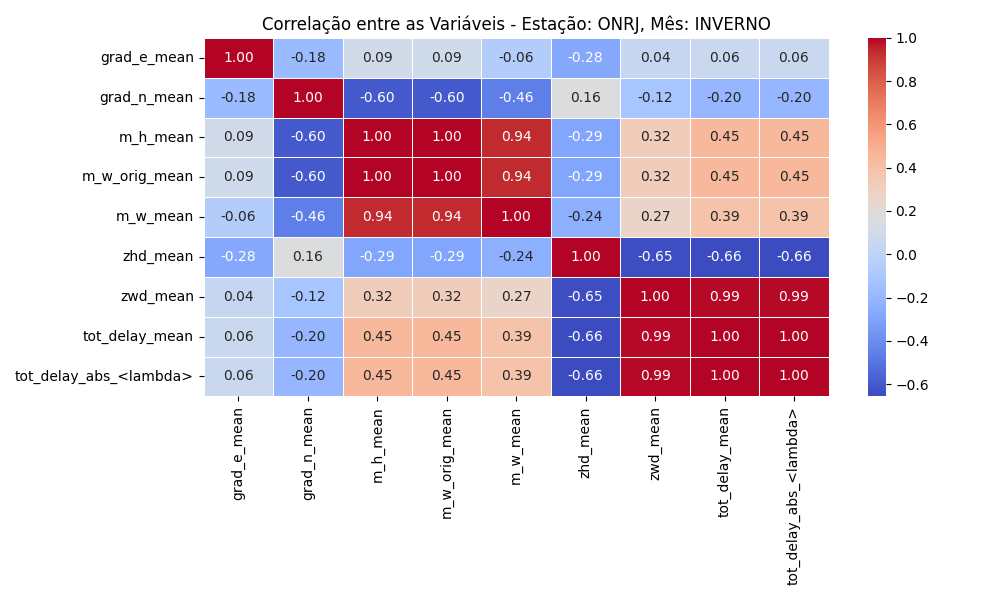 Correlação entre as Variáveis - Estação: ONRJ, Mês: INVERNO
grad_e_mean 1.00 -0.18 0.09 0.09 -0.06 -0.28 0.04 0.06 0.06
grad_n_mean -0.18 1.00 -0.60 -0.60 -0.46 0.16 -0.12 -0.20 -0.20
m_h_mean 0.09 -0.60 1.00 1.00 0.94 -0.29 0.32 0.45 0.45
m_w_orig_mean 0.09 -0.60 1.00 1.00 0.94 -0.29 0.32 0.45 0.45
m_w_mean -0.06 -0.46 0.94 0.94 1.00 -0.24 0.27 0.39 0.39
zhd_mean -0.28 0.16 -0.29 -0.29 -0.24 1.00 -0.65 -0.66 -0.66
zwd_mean 0.04 -0.12 0.32 0.32 0.27 -0.65 1.00 0.99 0.99
tot_delay_mean 0.06 -0.20 0.45 0.45 0.39 -0.66 0.99 1.00 1.00
tot_delay_abs_<lambda> 0.06 -0.20 0.45 0.45 0.39 -0.66 0.99 1.00 1.00
grad_e_mean
grad_n_mean
m_h_mean
m_w_orig_mean
m_w_mean
zhd_mean
zwd_mean
tot_delay_mean
tot_delay_abs_<lambda>
1.0
0.8
0.6
0.4
0.2
0.0
−0.2
−0.4
−0.6